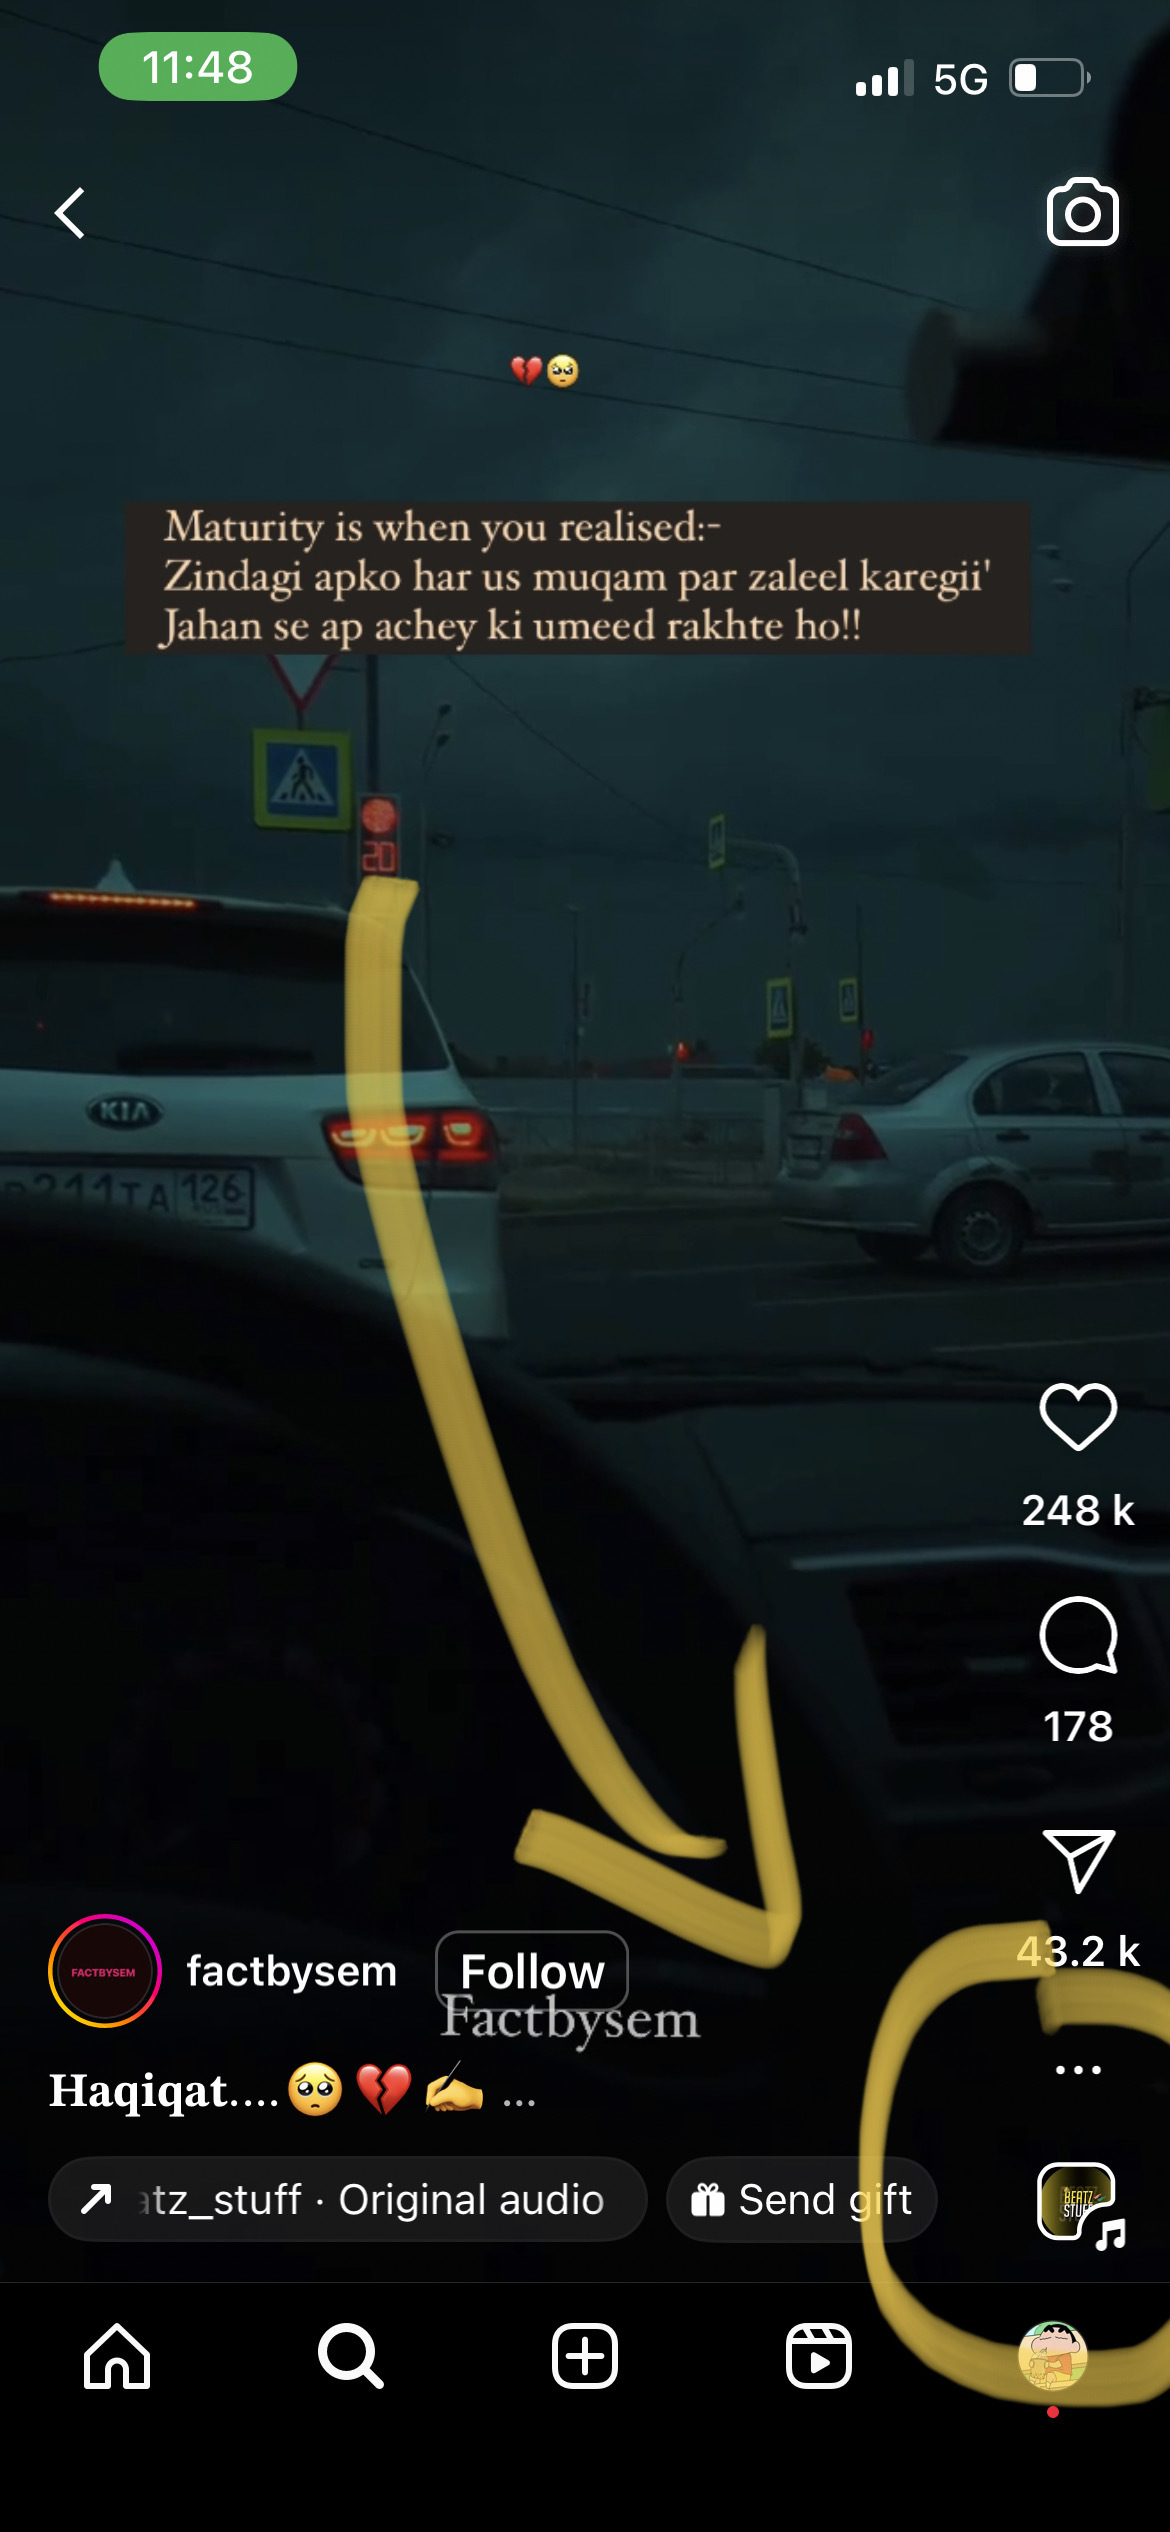 11:48
5G
💔🥺
Maturity is when you realised:-
Zindagi apko har us muqam par zaleel karegii'
Jahan se ap achey ki umeed rakhte ho!!
20
KIA
211TA 126
248 k
178
43.2 k
FACTBYSEM
factbysem
Follow
Factbysem
Haqiqat....🥺💔✍️ ...
atz_stuff · Original audio
Send gift
BEATZ
STUFF